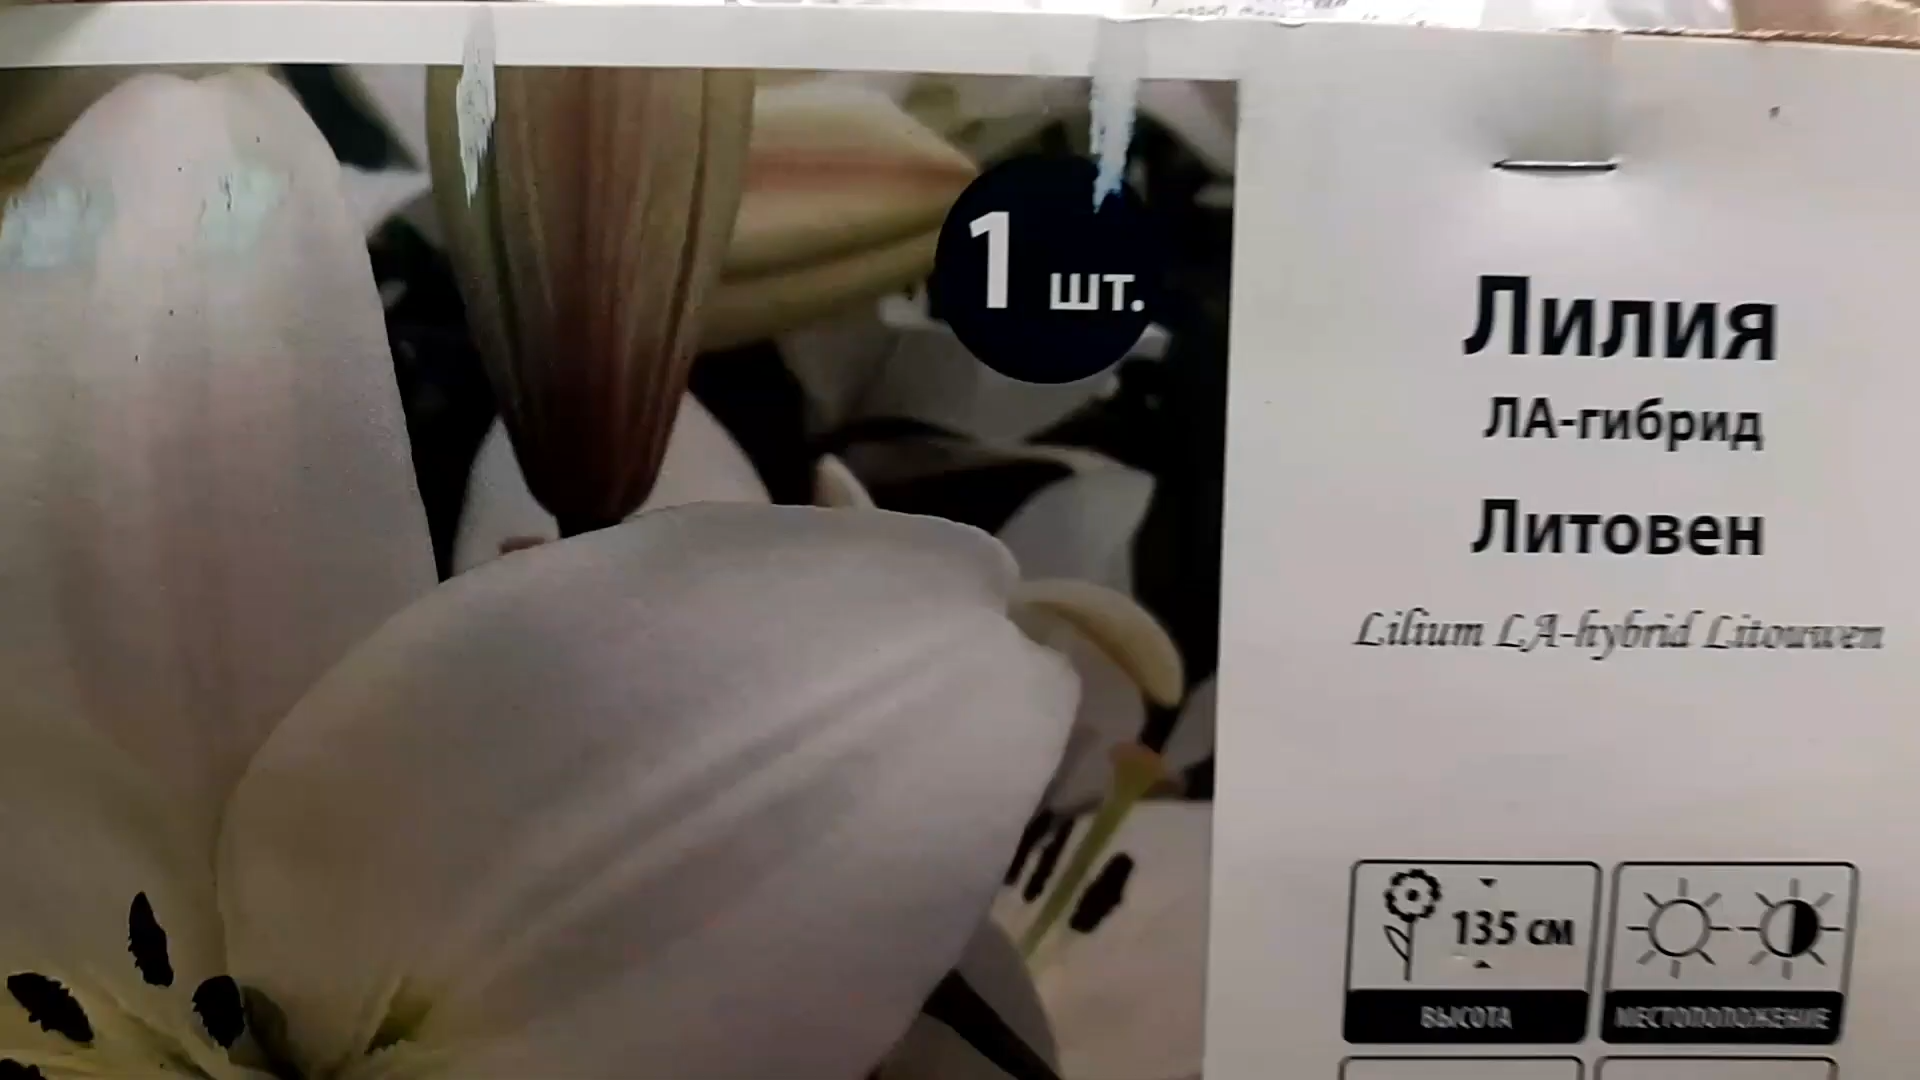 1 шт.
Лилия
ЛА-гибрид
Литовен
Lilium LA-hybrid Litouwen
135 см
ВЫСОТА
МЕСТОПОЛОЖЕНИЕ